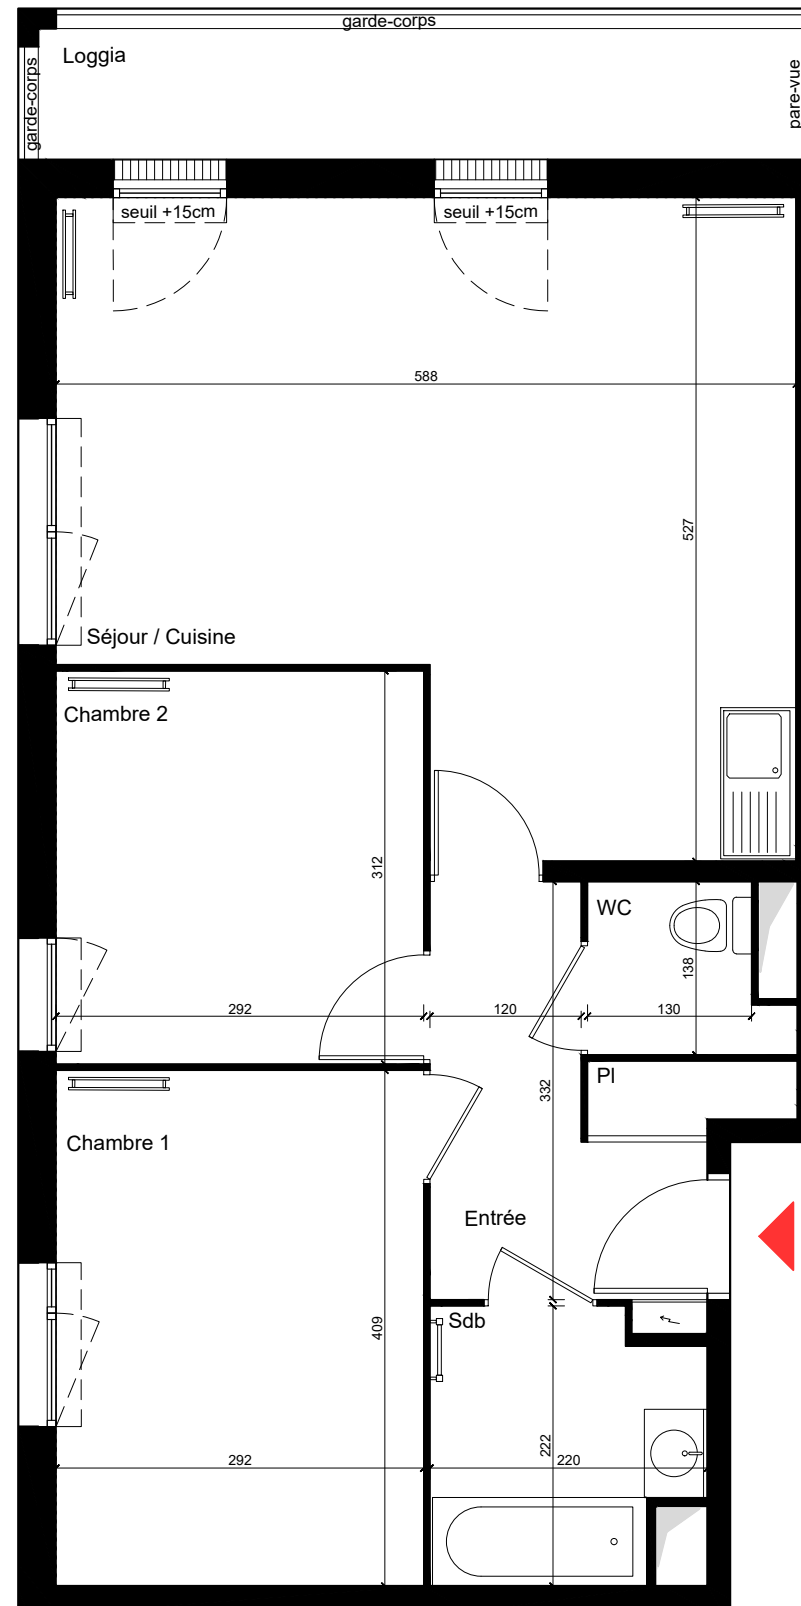 garde-corps
Loggia
garde-corps
pare-vue
seuil +15cm
seuil +15cm
588
527
Séjour / Cuisine
Chambre 2
312
WC
138
292
120
130
332
Pl
Chambre 1
Entrée
409
Sdb
222
292
220